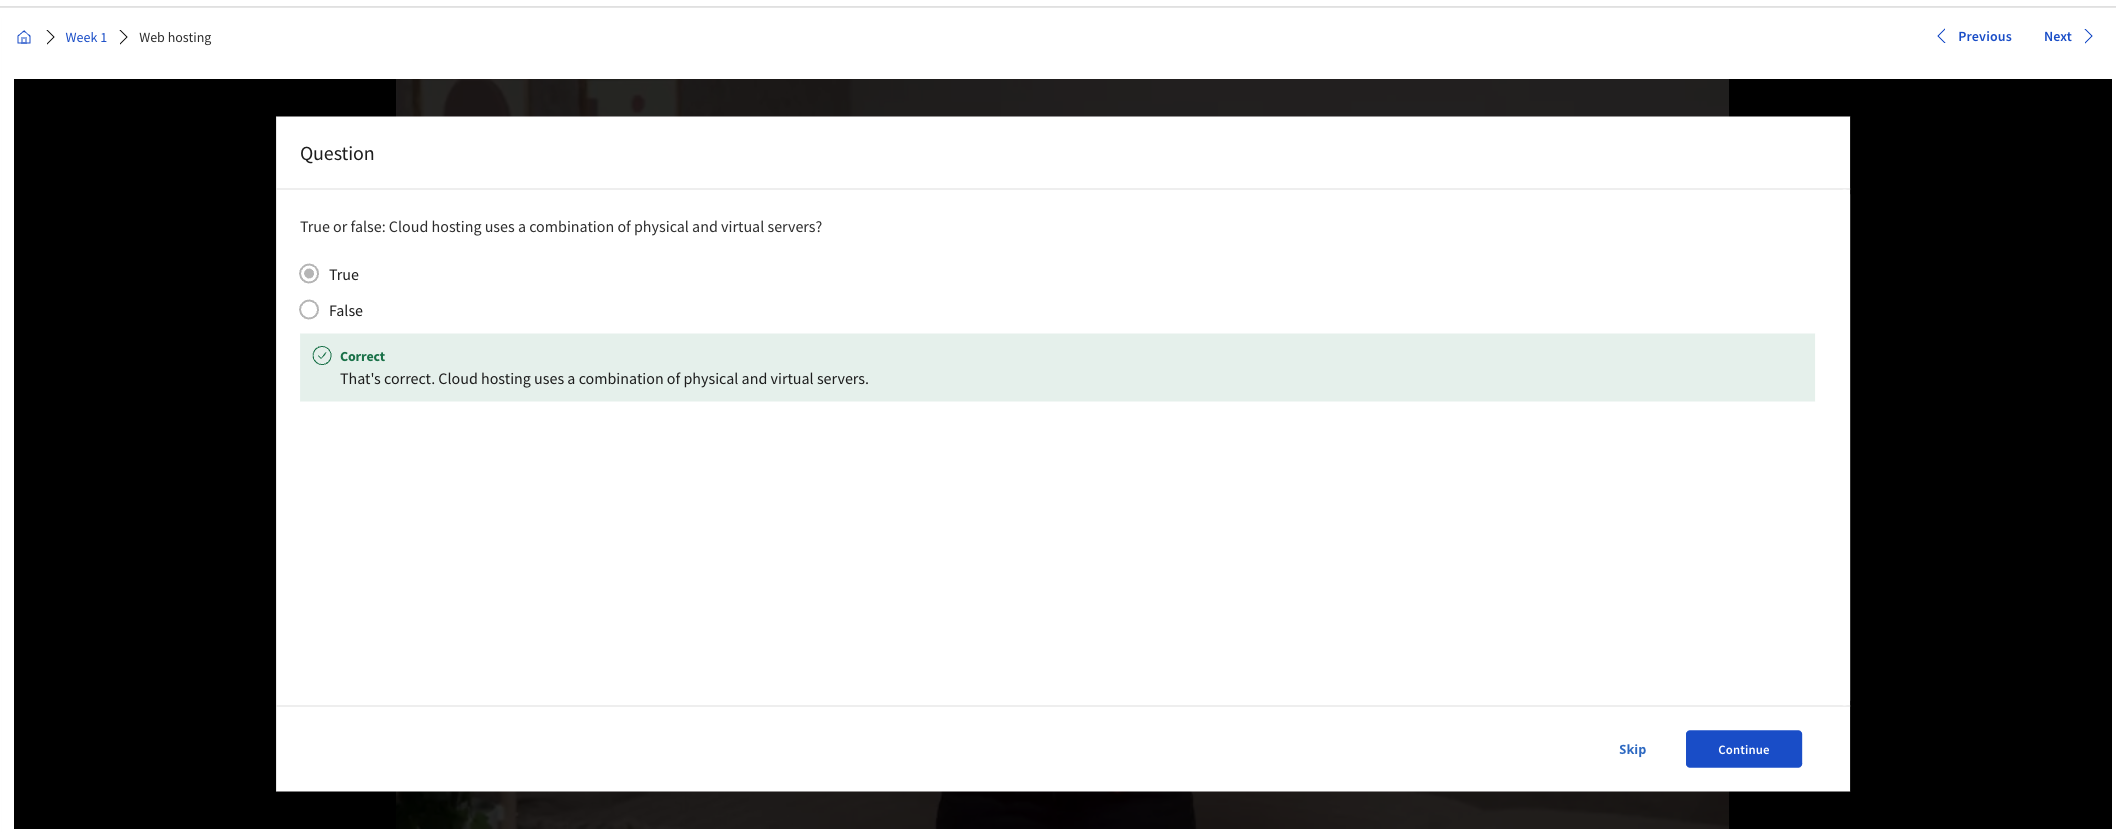 Week 1
Web hosting
Previous
Next
Question
True or false: Cloud hosting uses a combination of physical and virtual servers?
True
False
Correct
That's correct. Cloud hosting uses a combination of physical and virtual servers.
Skip
Continue